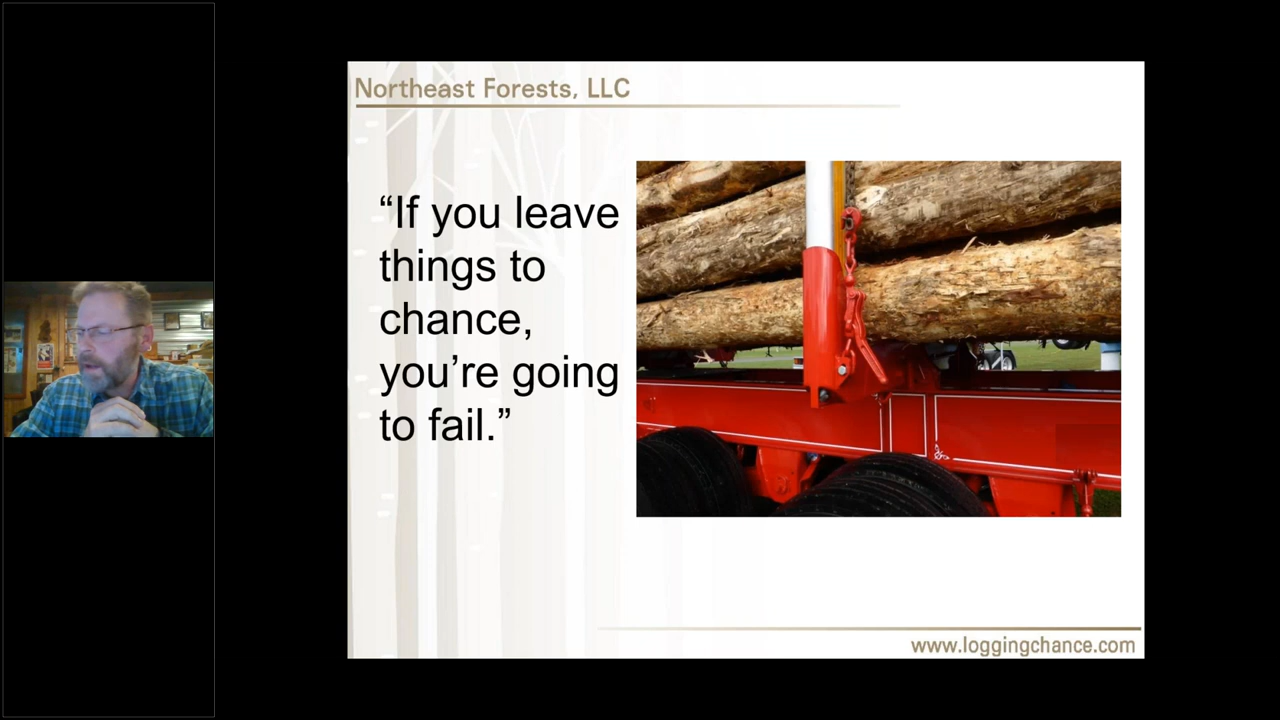 Northeast Forests, LLC
“If you leave
things to
chance,
you’re going
to fail.”
www.loggingchance.com